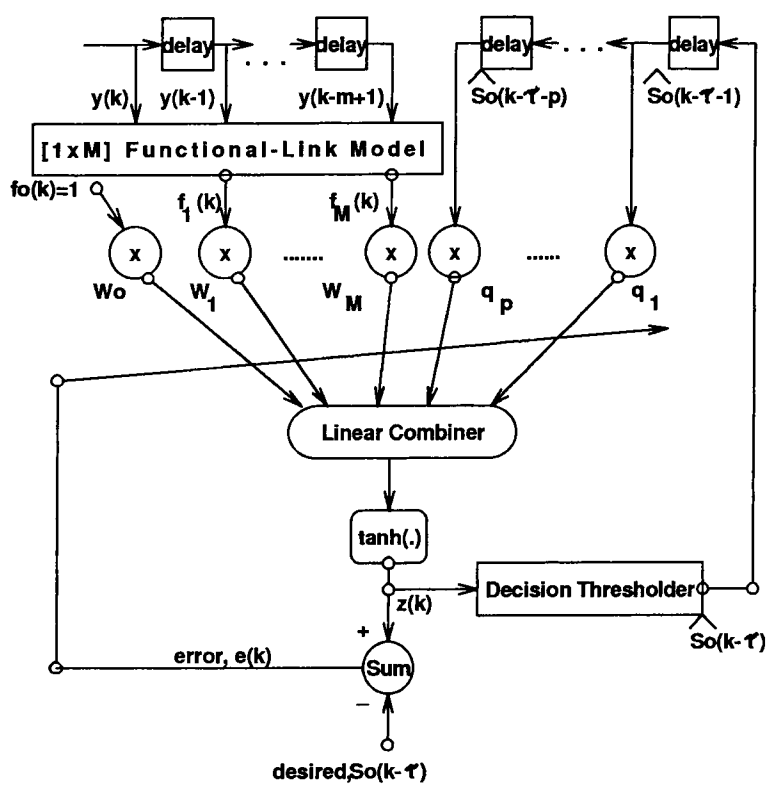 delay delay delay delay
. . . . . .
y(k) y(k-1) y(k-m+1) So(k-τ-p) So(k-τ-1)
[1xM] Functional-Link Model
fo(k)=1 f1(k) fM(k)
x x ....... x x ...... x
Wo W1 WM qp q1
Linear Combiner
tanh(.)
Decision Thresholder
z(k)
+
So(k-τ)
error, e(k)
Sum
−
desired,So(k-τ)